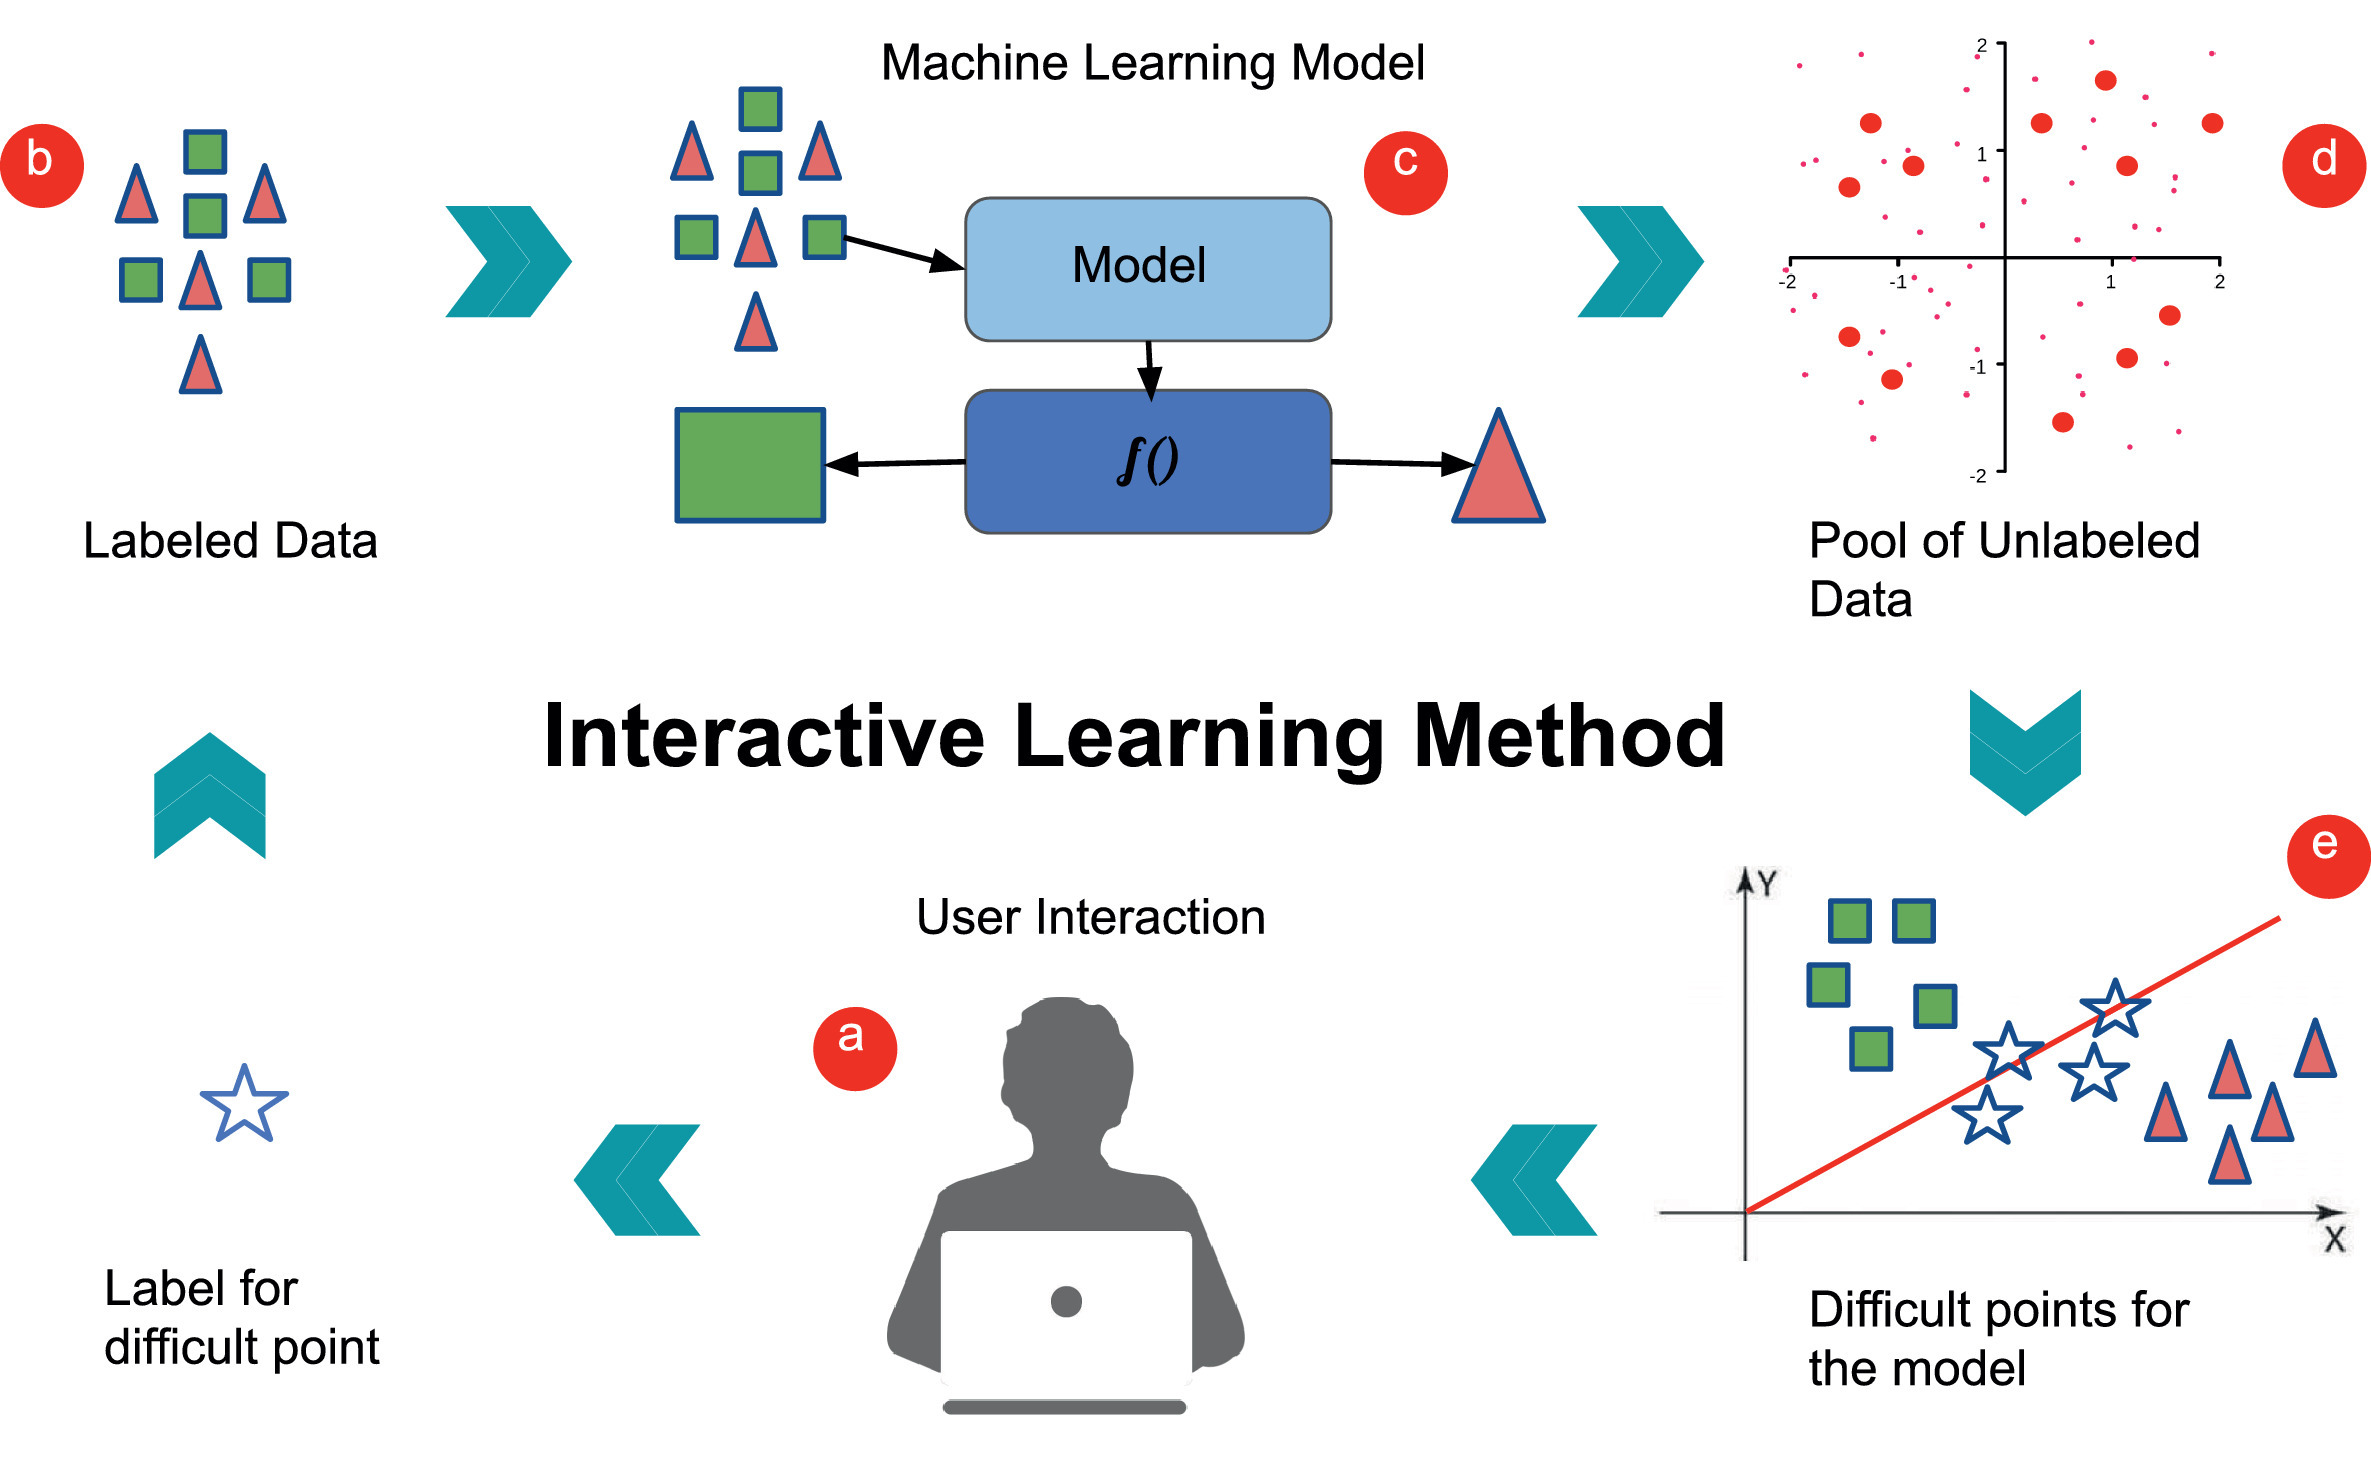 Machine Learning Model
b
c
d
Model
f()
2
1
-2
-1
1
2
-1
-2
Labeled Data
Pool of Unlabeled
Data
Interactive Learning Method
User Interaction
a
e
Y
X
Label for
difficult point
Difficult points for
the model